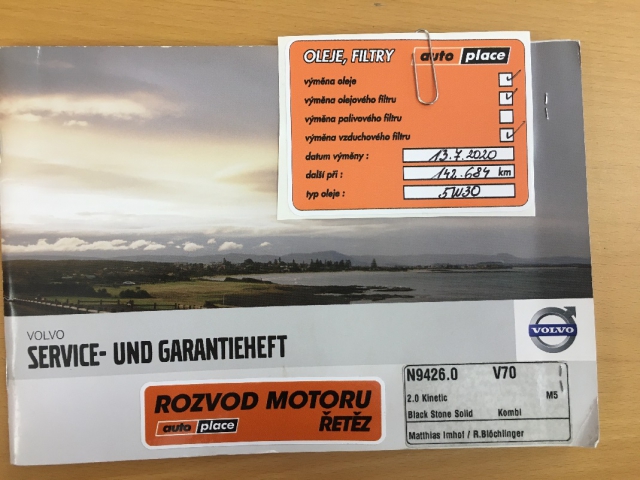 OLEJE, FILTRY auto place
výměna oleje
výměna olejového filtru
výměna palivového filtru
výměna vzduchového filtru
datum výměny : 13.7.2020
další při : 142.684 km
typ oleje : 5W30
VOLVO
SERVICE- UND GARANTIEHEFT
VOLVO
ROZVOD MOTORU
auto place ŘETĚZ
N9426.0 V70
2.0 Kinetic M5
Black Stone Solid Kombi
Matthias Imhof / R.Blöchlinger